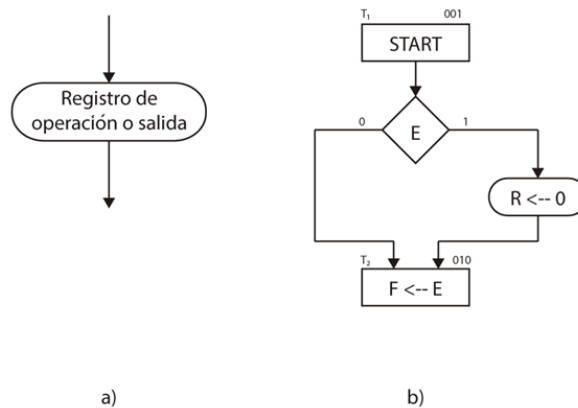 Registro de
operación o salida
a)
T₁ 001
START
E
0 1
R <-- 0
T₂ 010
F <-- E
b)